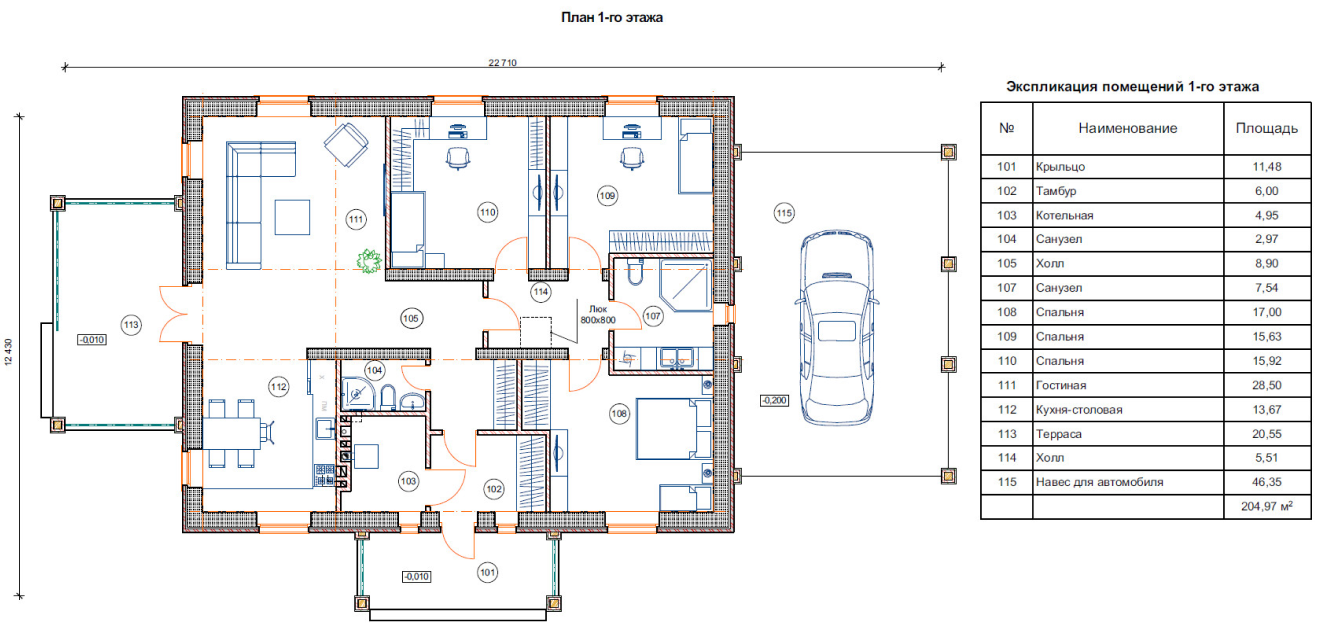 План 1-го этажа
22 710
Экспликация помещений 1-го этажа
№ Наименование Площадь
101 Крыльцо 11,48
102 Тамбур 6,00
103 Котельная 4,95
104 Санузел 2,97
105 Холл 8,90
107 Санузел 7,54
108 Спальня 17,00
109 Спальня 15,63
110 Спальня 15,92
111 Гостиная 28,50
112 Кухня-столовая 13,67
113 Терраса 20,55
114 Холл 5,51
115 Навес для автомобиля 46,35
204,97 м²
109
110
111
115
114
Люк
800х800
105
107
113
-0,010
12 430
104
112
-0,200
108
103
102
-0,010
101